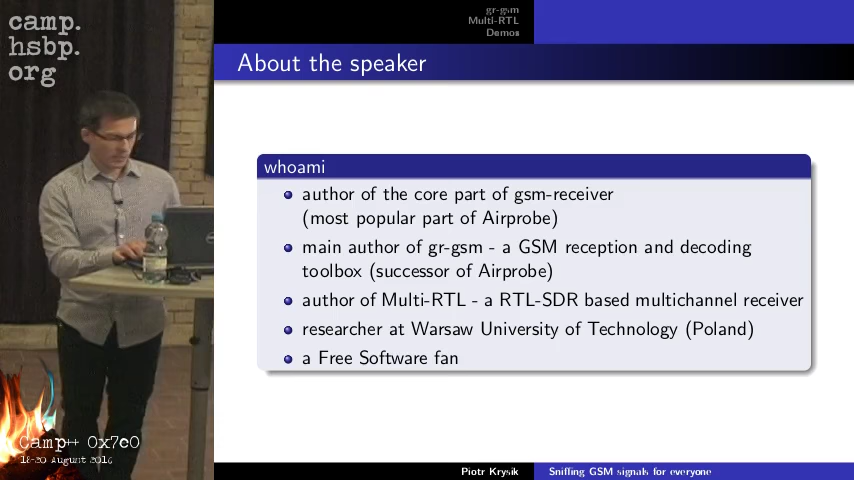 camp.
hsbp.
org
gr-gsm
Multi-RTL
Demos
About the speaker
whoami
author of the core part of gsm-receiver
(most popular part of Airprobe)
main author of gr-gsm - a GSM reception and decoding
toolbox (successor of Airprobe)
author of Multi-RTL - a RTL-SDR based multichannel receiver
researcher at Warsaw University of Technology (Poland)
a Free Software fan
Camp++ 0x7e0
18-20 August 2016
Piotr Krysik
Sniffing GSM signals for everyone